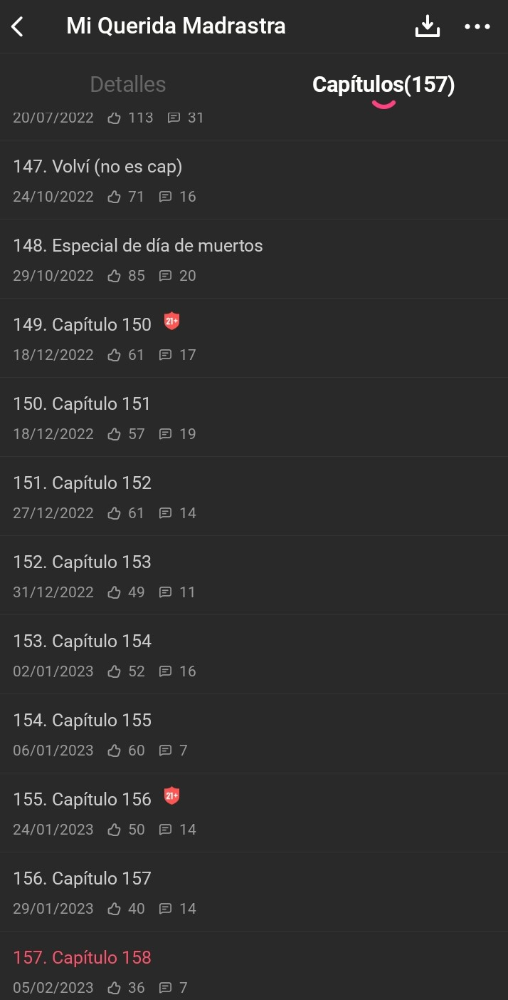 Mi Querida Madrastra
Detalles
Capítulos(157)
20/07/2022 113 31
147. Volví (no es cap)
24/10/2022 71 16
148. Especial de día de muertos
29/10/2022 85 20
149. Capítulo 150 21+
18/12/2022 61 17
150. Capítulo 151
18/12/2022 57 19
151. Capítulo 152
27/12/2022 61 14
152. Capítulo 153
31/12/2022 49 11
153. Capítulo 154
02/01/2023 52 16
154. Capítulo 155
06/01/2023 60 7
155. Capítulo 156 21+
24/01/2023 50 14
156. Capítulo 157
29/01/2023 40 14
157. Capítulo 158
05/02/2023 36 7